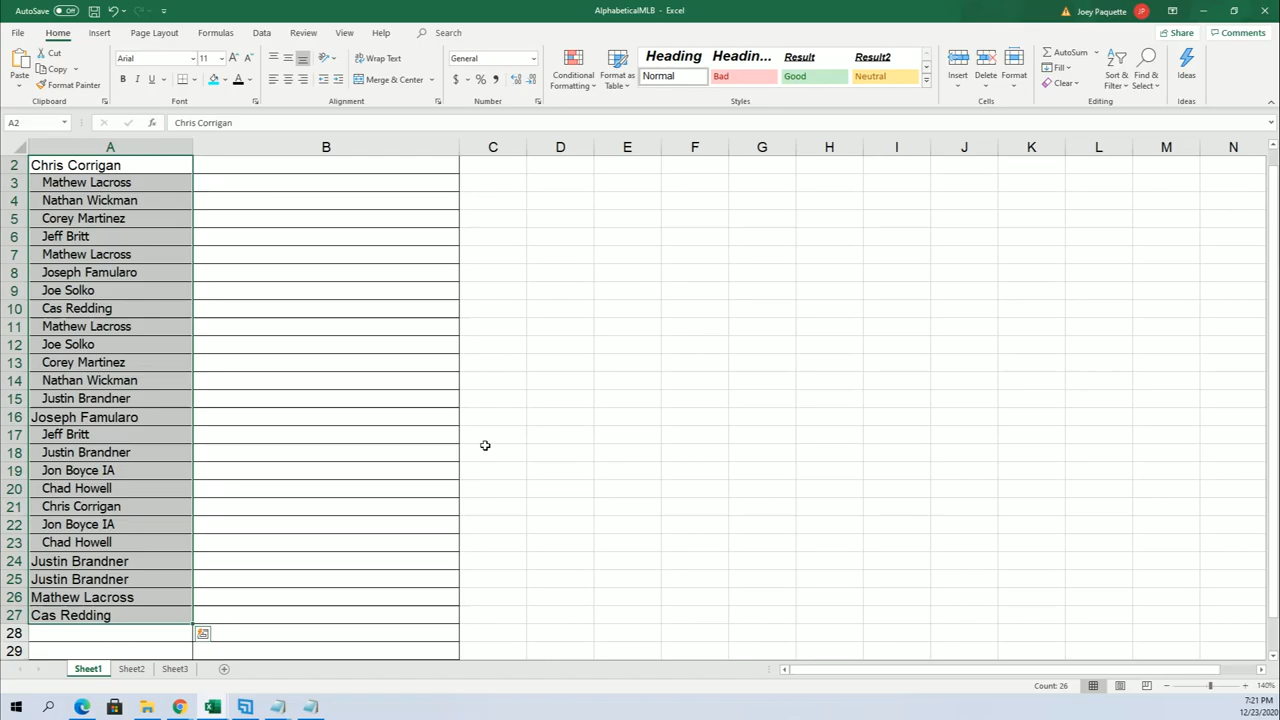 AutoSave Off AlphabeticalMLB - Excel Joey Paquette JP
File Home Insert Page Layout Formulas Data Review View Help Search Share Comments
Cut
Copy
Format Painter
Paste
Clipboard
Arial 11
B I U
Font
Wrap Text
Merge & Center
Alignment
General
$ % 
Number
Conditional Formatting
Format as Table
Heading Headin... Result Result2
Normal Bad Good Neutral
Styles
Insert Delete Format
Cells
AutoSum
Fill
Clear
Sort & Filter
Find & Select
Editing
Ideas
Ideas
A2 fx Chris Corrigan
A B C D E F G H I J K L M N
2 Chris Corrigan
3 Mathew Lacross
4 Nathan Wickman
5 Corey Martinez
6 Jeff Britt
7 Mathew Lacross
8 Joseph Famularo
9 Joe Solko
10 Cas Redding
11 Mathew Lacross
12 Joe Solko
13 Corey Martinez
14 Nathan Wickman
15 Justin Brandner
16 Joseph Famularo
17 Jeff Britt
18 Justin Brandner
19 Jon Boyce IA
20 Chad Howell
21 Chris Corrigan
22 Jon Boyce IA
23 Chad Howell
24 Justin Brandner
25 Justin Brandner
26 Mathew Lacross
27 Cas Redding
28
29
Sheet1 Sheet2 Sheet3
Count: 26 140%
7:21 PM
12/23/2020